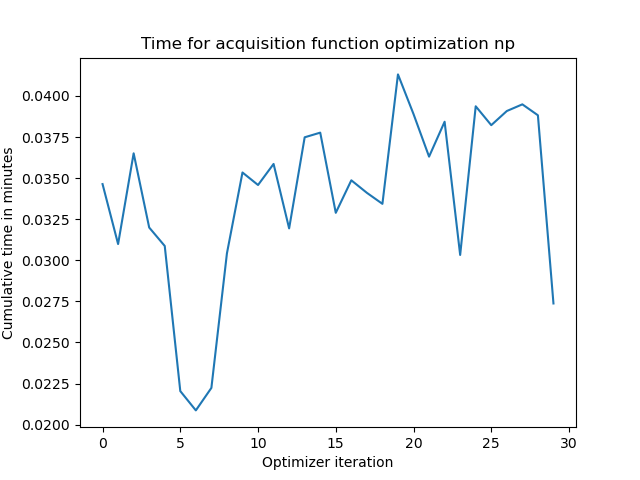 Time for acquisition function optimization np
0.0400
0.0375
0.0350
0.0325
0.0300
0.0275
0.0250
0.0225
0.0200
Cumulative time in minutes
0 5 10 15 20 25 30
Optimizer iteration